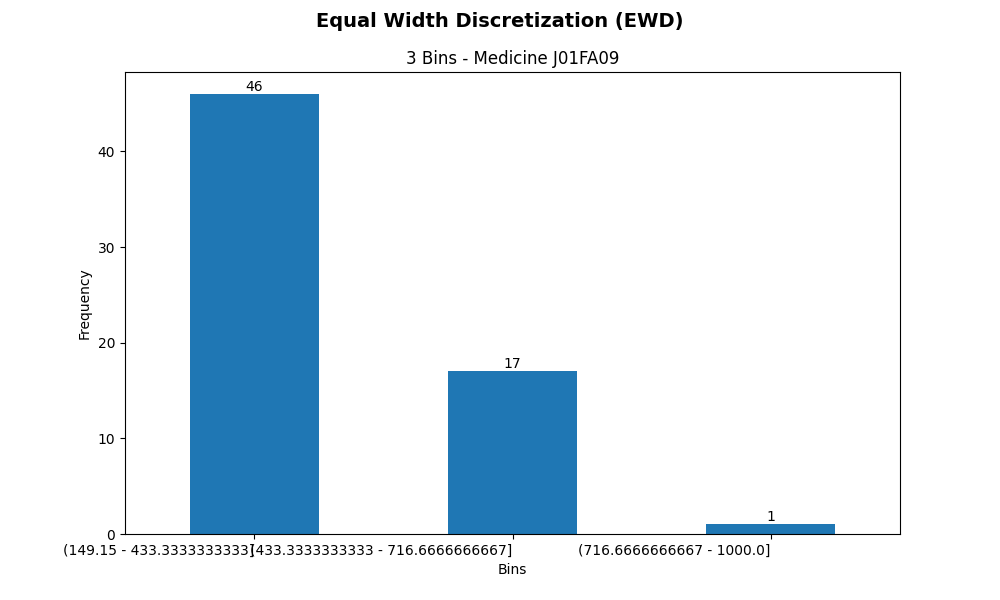 Equal Width Discretization (EWD)
3 Bins - Medicine J01FA09
46
40
30
Frequency
17
20
10
1
0
(149.15 - 433.3333333333]
(433.3333333333 - 716.6666666667]
(716.6666666667 - 1000.0]
Bins